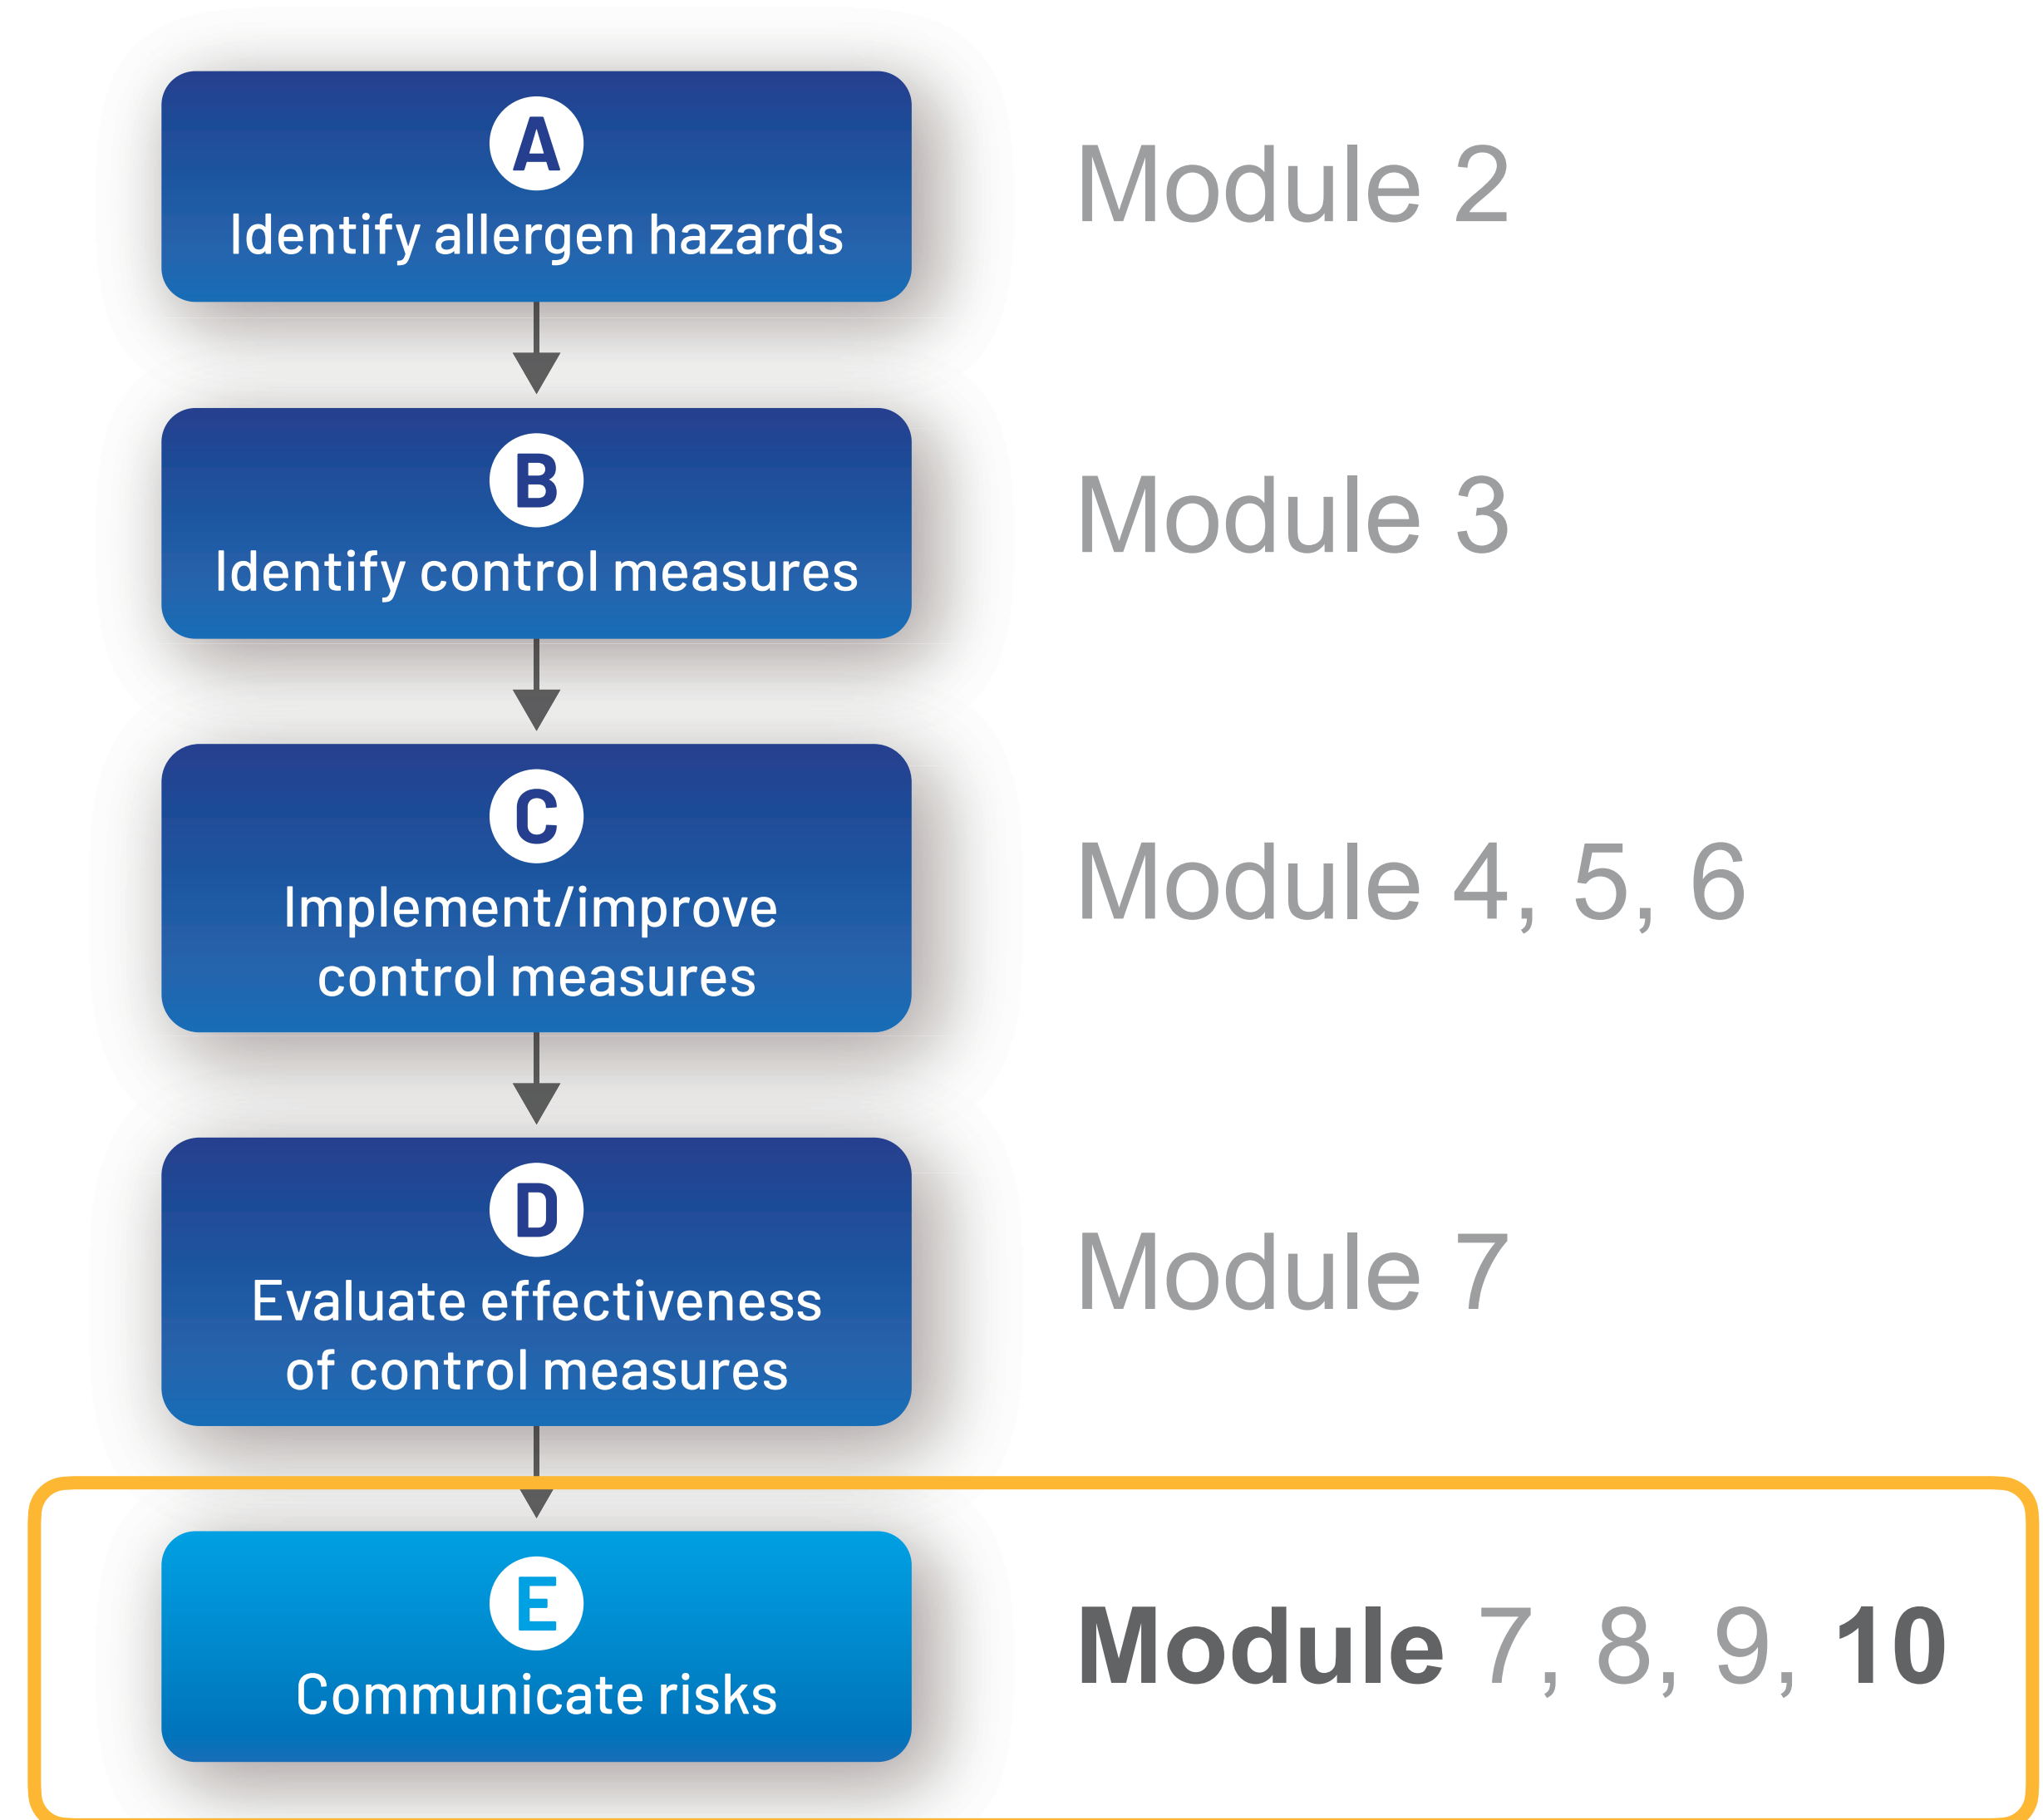 A
Identify allergen hazards
Module 2
B
Identify control measures
Module 3
C
Implement/improve
control measures
Module 4, 5, 6
D
Evaluate effectiveness
of control measures
Module 7
E
Communicate risks
Module 7, 8, 9, 10